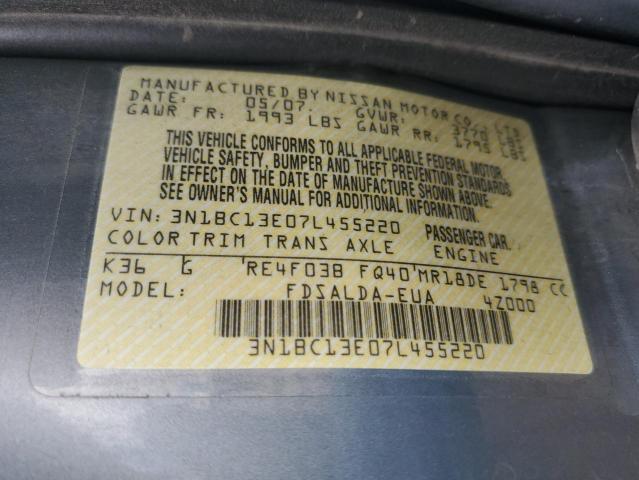 MANUFACTURED BY NISSAN MOTOR CO., LTD
DATE: 05/07. GVWR: 3770 LBS
GAWR FR: 1993 LBS GAWR RR: 1795 LBS
THIS VEHICLE CONFORMS TO ALL APPLICABLE FEDERAL MOTOR
VEHICLE SAFETY, BUMPER AND THEFT PREVENTION STANDARDS
IN EFFECT ON THE DATE OF MANUFACTURE SHOWN ABOVE.
SEE OWNER'S MANUAL FOR ADDITIONAL INFORMATION.
VIN: 3N1BC13E07L455220 PASSENGER CAR
COLOR TRIM TRANS AXLE ENGINE
K36 G RE4F03B FQ40 MR18DE 1798 CC
MODEL: FDSALDA-EUA 4Z000
3N1BC13E07L455220